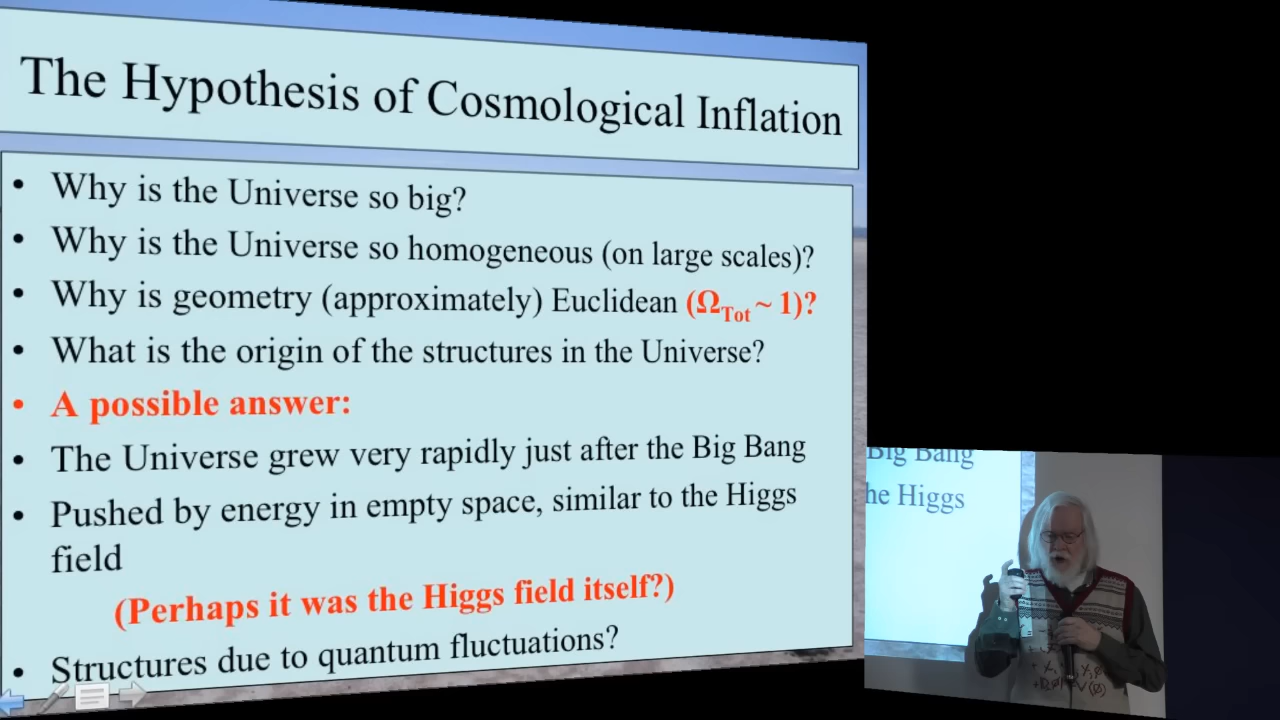 The Hypothesis of Cosmological Inflation
• Why is the Universe so big?
• Why is the Universe so homogeneous (on large scales)?
• Why is geometry (approximately) Euclidean (Ω_Tot ~ 1)?
• What is the origin of the structures in the Universe?
• A possible answer:
• The Universe grew very rapidly just after the Big Bang
• Pushed by energy in empty space, similar to the Higgs
field
(Perhaps it was the Higgs field itself?)
• Structures due to quantum fluctuations?
Big Bang
he Higgs